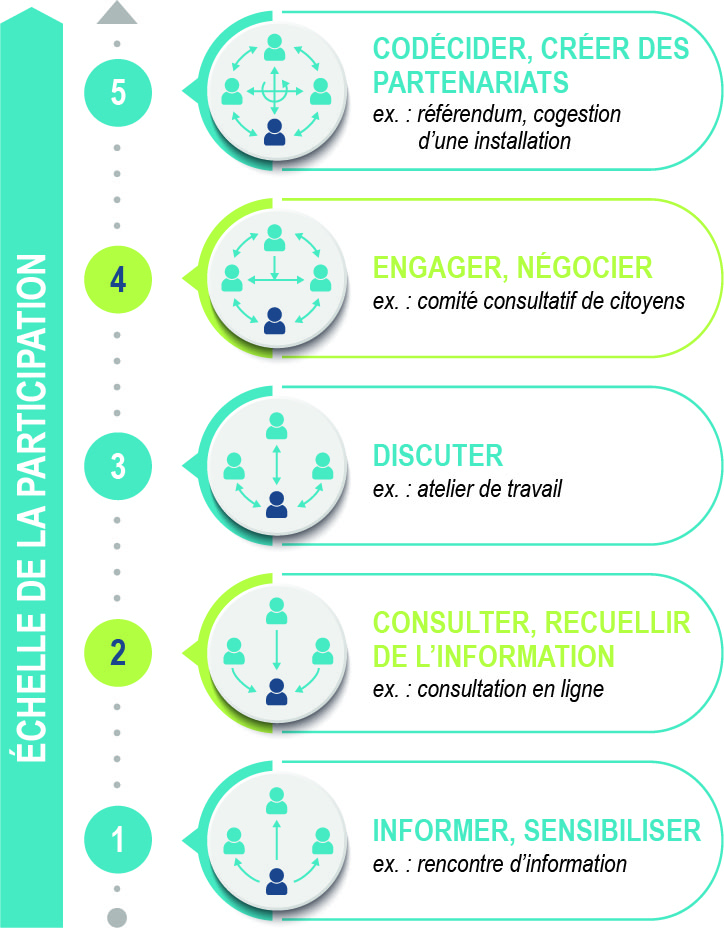 ÉCHELLE DE LA PARTICIPATION
5
CODÉCIDER, CRÉER DES
PARTENARIATS
ex. : référendum, cogestion
d'une installation
4
ENGAGER, NÉGOCIER
ex. : comité consultatif de citoyens
3
DISCUTER
ex. : atelier de travail
2
CONSULTER, RECUELLIR
DE L'INFORMATION
ex. : consultation en ligne
1
INFORMER, SENSIBILISER
ex. : rencontre d'information